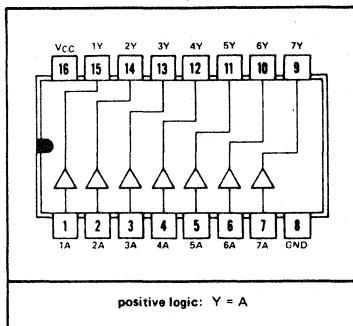 VCC 1Y 2Y 3Y 4Y 5Y 6Y 7Y
16 15 14 13 12 11 10 9
1 2 3 4 5 6 7 8
1A 2A 3A 4A 5A 6A 7A GND
positive logic: Y = A